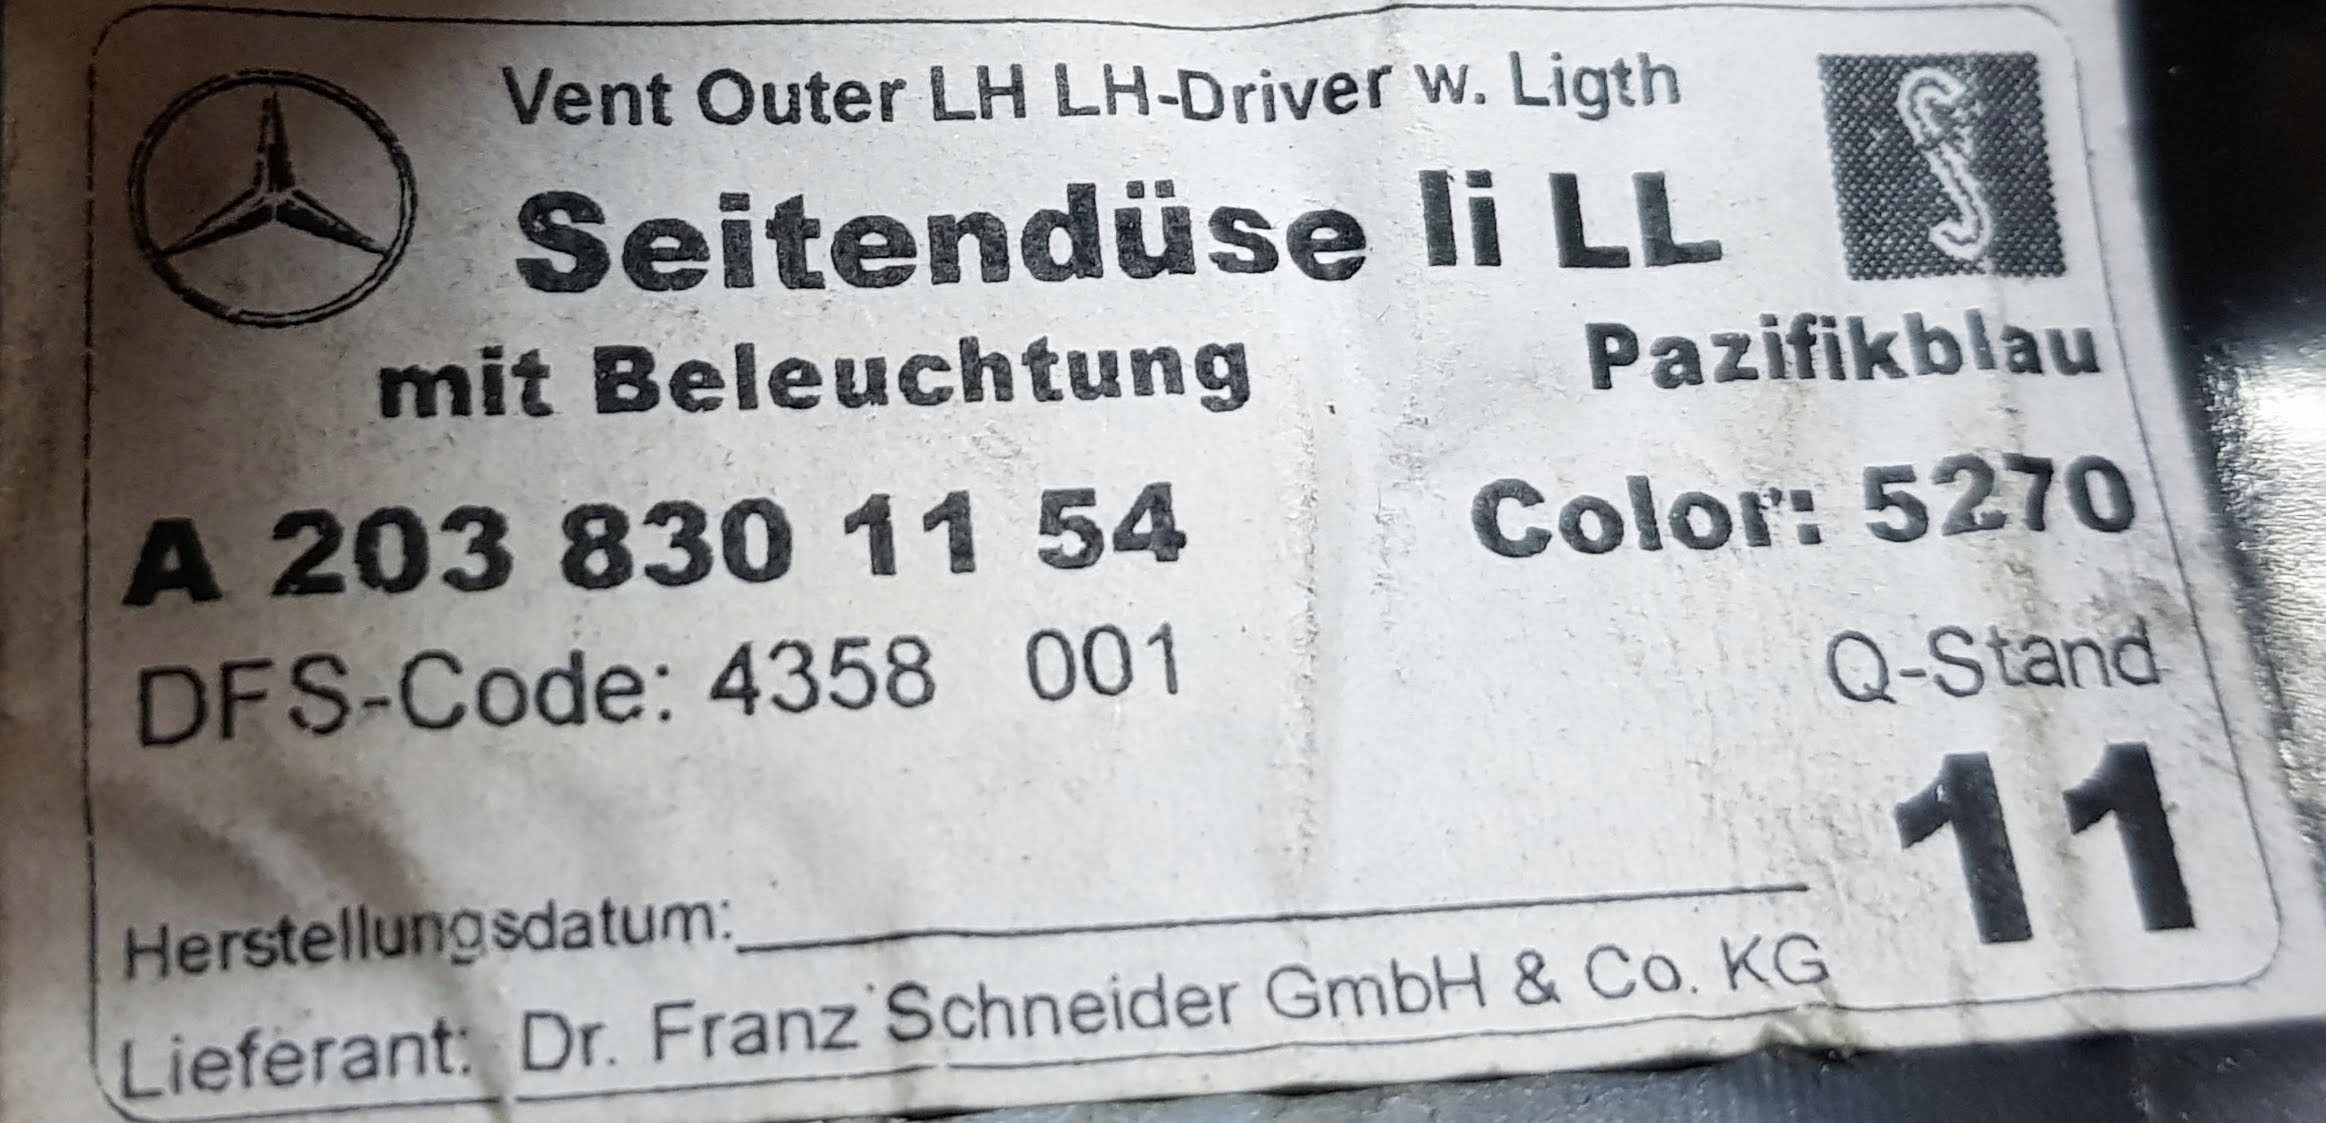 Vent Outer LH LH-Driver w. Ligth
Seitendüse li LL
mit Beleuchtung
Pazifikblau
A 203 830 11 54
Color: 5270
DFS-Code: 4358 001
Q-Stand
11
Herstellungsdatum:
Lieferant: Dr. Franz Schneider GmbH & Co. KG